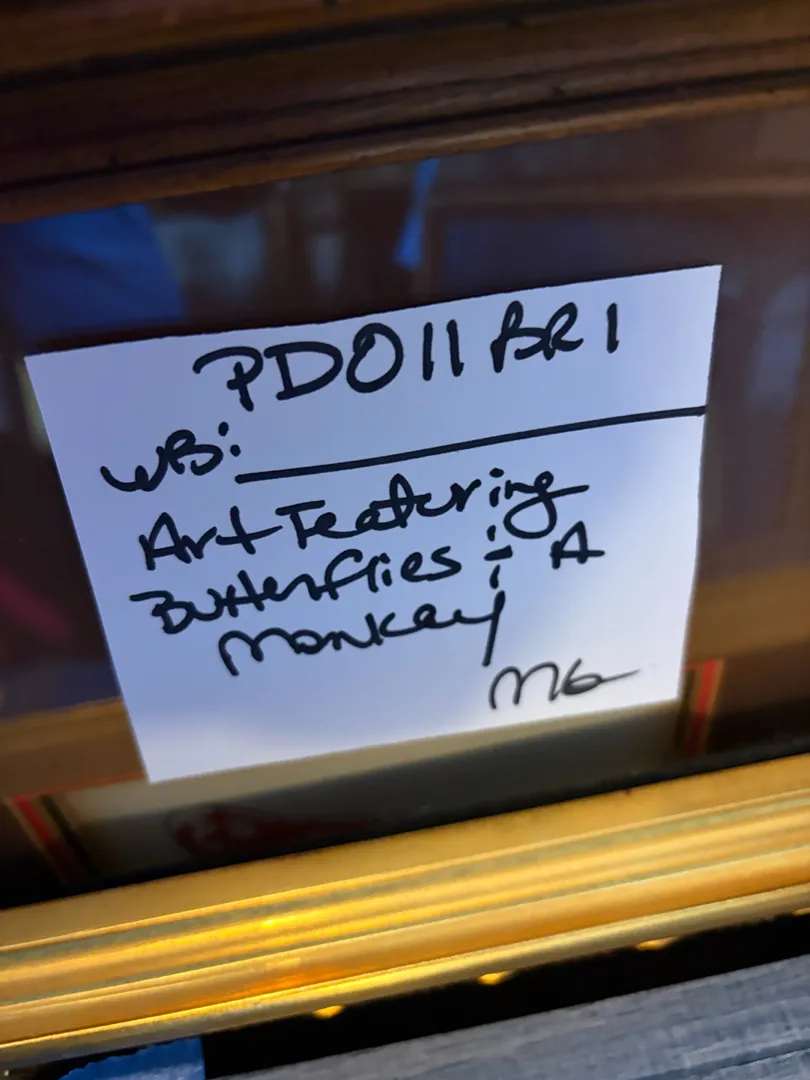 PD011 BR1
WB:
Art Featuring
Butterflies & A
Monkey
MG